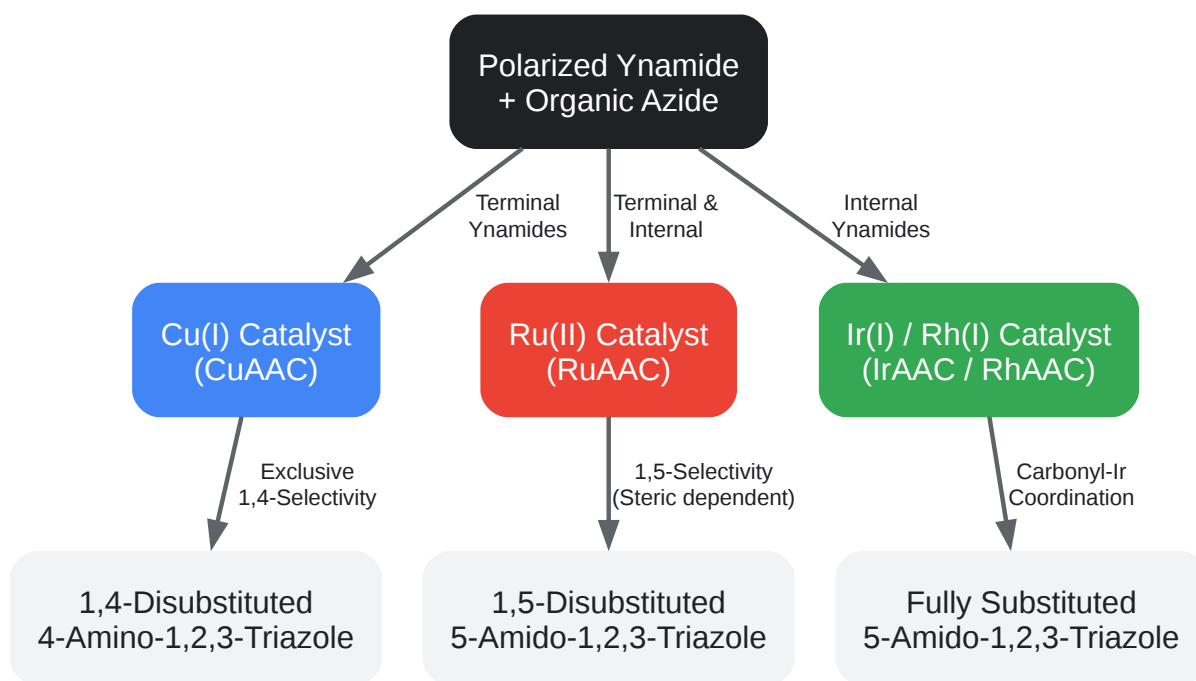 Polarized Ynamide
+ Organic Azide
Terminal
Ynamides
Terminal &
Internal
Internal
Ynamides
Cu(I) Catalyst
(CuAAC)
Ru(II) Catalyst
(RuAAC)
Ir(I) / Rh(I) Catalyst
(IrAAC / RhAAC)
Exclusive
1,4-Selectivity
1,5-Selectivity
(Steric dependent)
Carbonyl-Ir
Coordination
1,4-Disubstituted
4-Amino-1,2,3-Triazole
1,5-Disubstituted
5-Amido-1,2,3-Triazole
Fully Substituted
5-Amido-1,2,3-Triazole